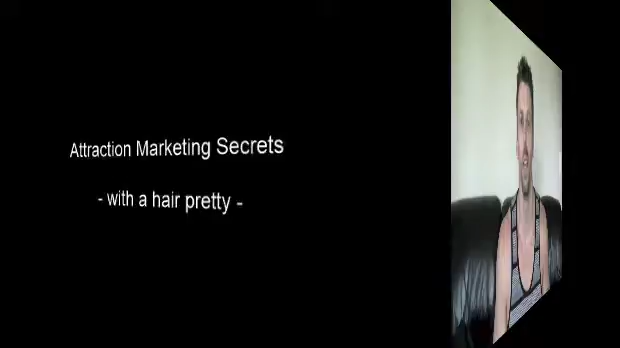 Attraction Marketing Secrets
- with a hair pretty -